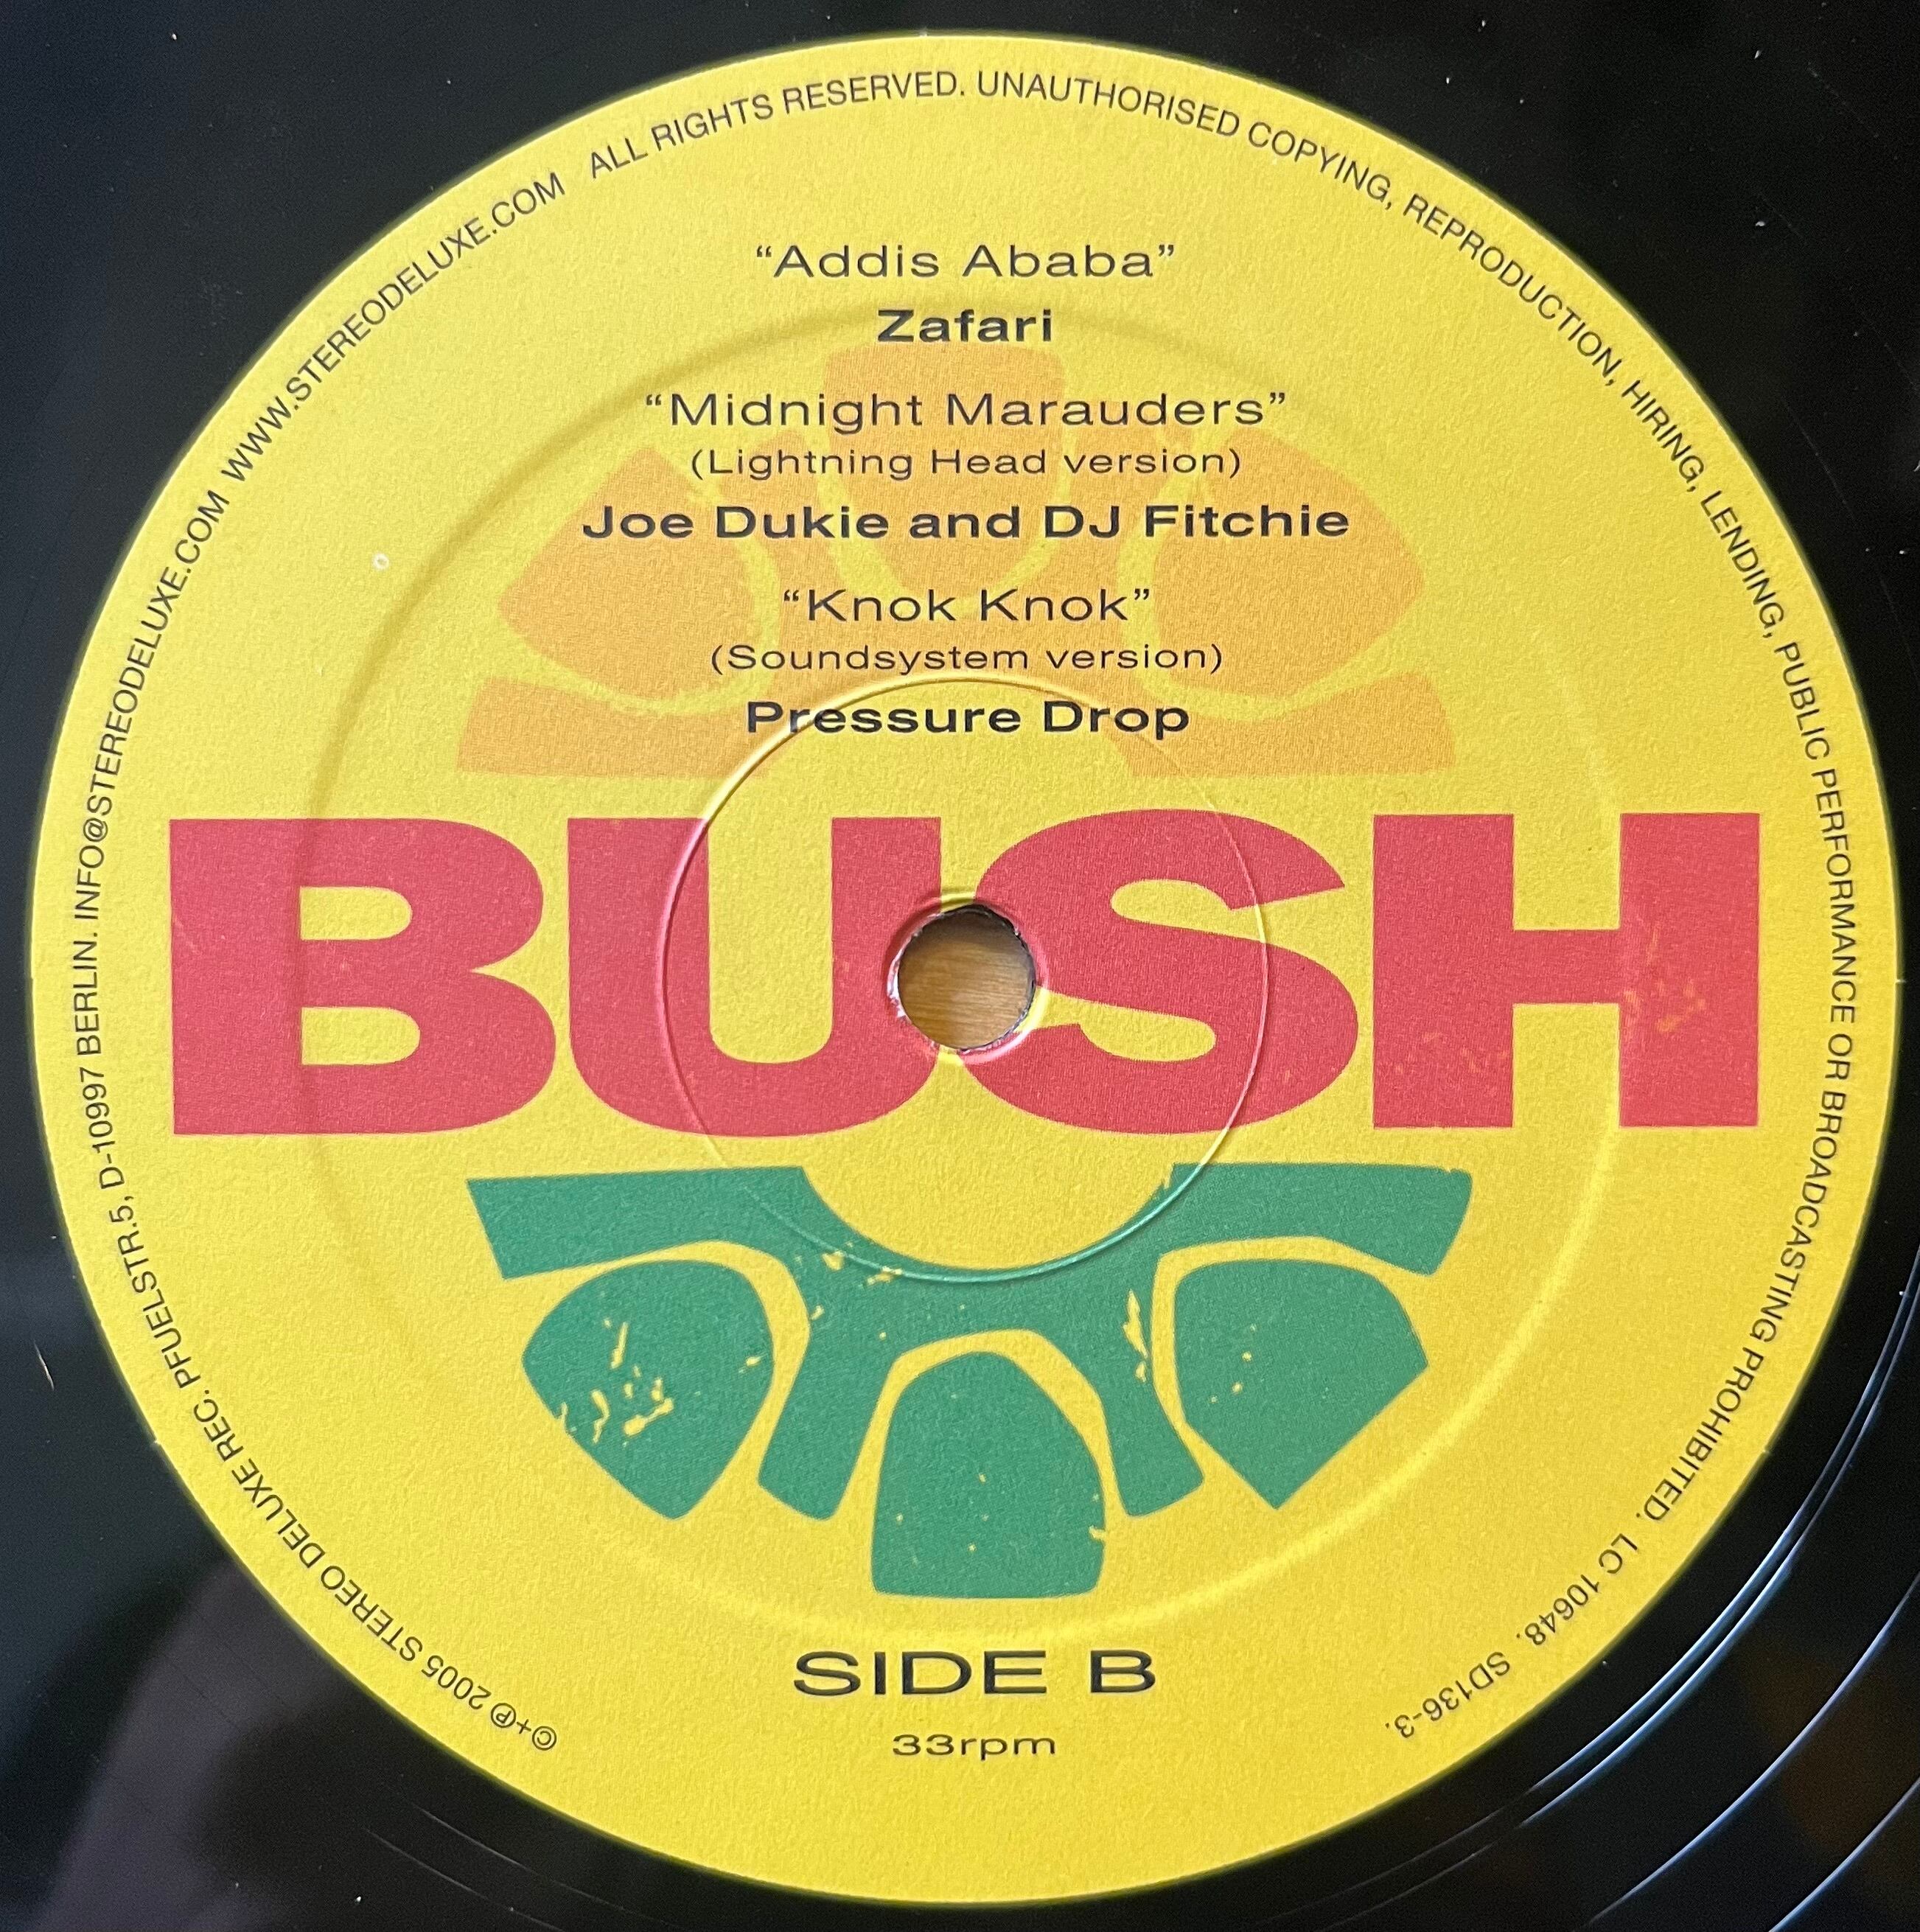 “Addis Ababa”
Zafari
“Midnight Marauders”
(Lightning Head version)
Joe Dukie and DJ Fitchie
“Knok Knok”
(Soundsystem version)
Pressure Drop
BUSH
SIDE B
33rpm
©+℗ 2005 STEREO DELUXE REC. PFUELSTR.5, D-10997 BERLIN. INFO@STEREODELUXE.COM WWW.STEREODELUXE.COM ALL RIGHTS RESERVED. UNAUTHORISED COPYING, REPRODUCTION, HIRING, LENDING, PUBLIC PERFORMANCE OR BROADCASTING PROHIBITED. LC 10648. SD136-3.